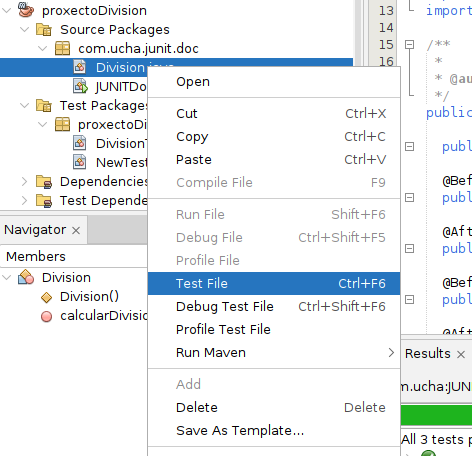 proxectoDivision
Source Packages
com.ucha.junit.doc
Division.java
JUNITDo
Test Packages
proxectoDi
DivisionT
NewTest
Dependencies
Test Depende
Navigator ×
Members
Division
Division()
calcularDivisio
Open
Cut Ctrl+X
Copy Ctrl+C
Paste Ctrl+V
Compile File F9
Run File Shift+F6
Debug File Ctrl+Shift+F5
Profile File
Test File Ctrl+F6
Debug Test File Ctrl+Shift+F6
Profile Test File
Run Maven
Add
Delete Delete
Save As Template...
13 impor
14
15 /**
16 *
* @au
*/
public
publi
@Bef
publ
@Aft
publ
@Bef
publ
@Aft
Results ×
m.ucha:JUN
All 3 tests p